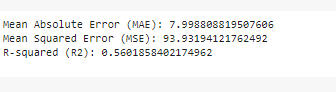 Mean Absolute Error (MAE): 7.998808819507606
Mean Squared Error (MSE): 93.93194121762492
R-squared (R2): 0.5601858402174962